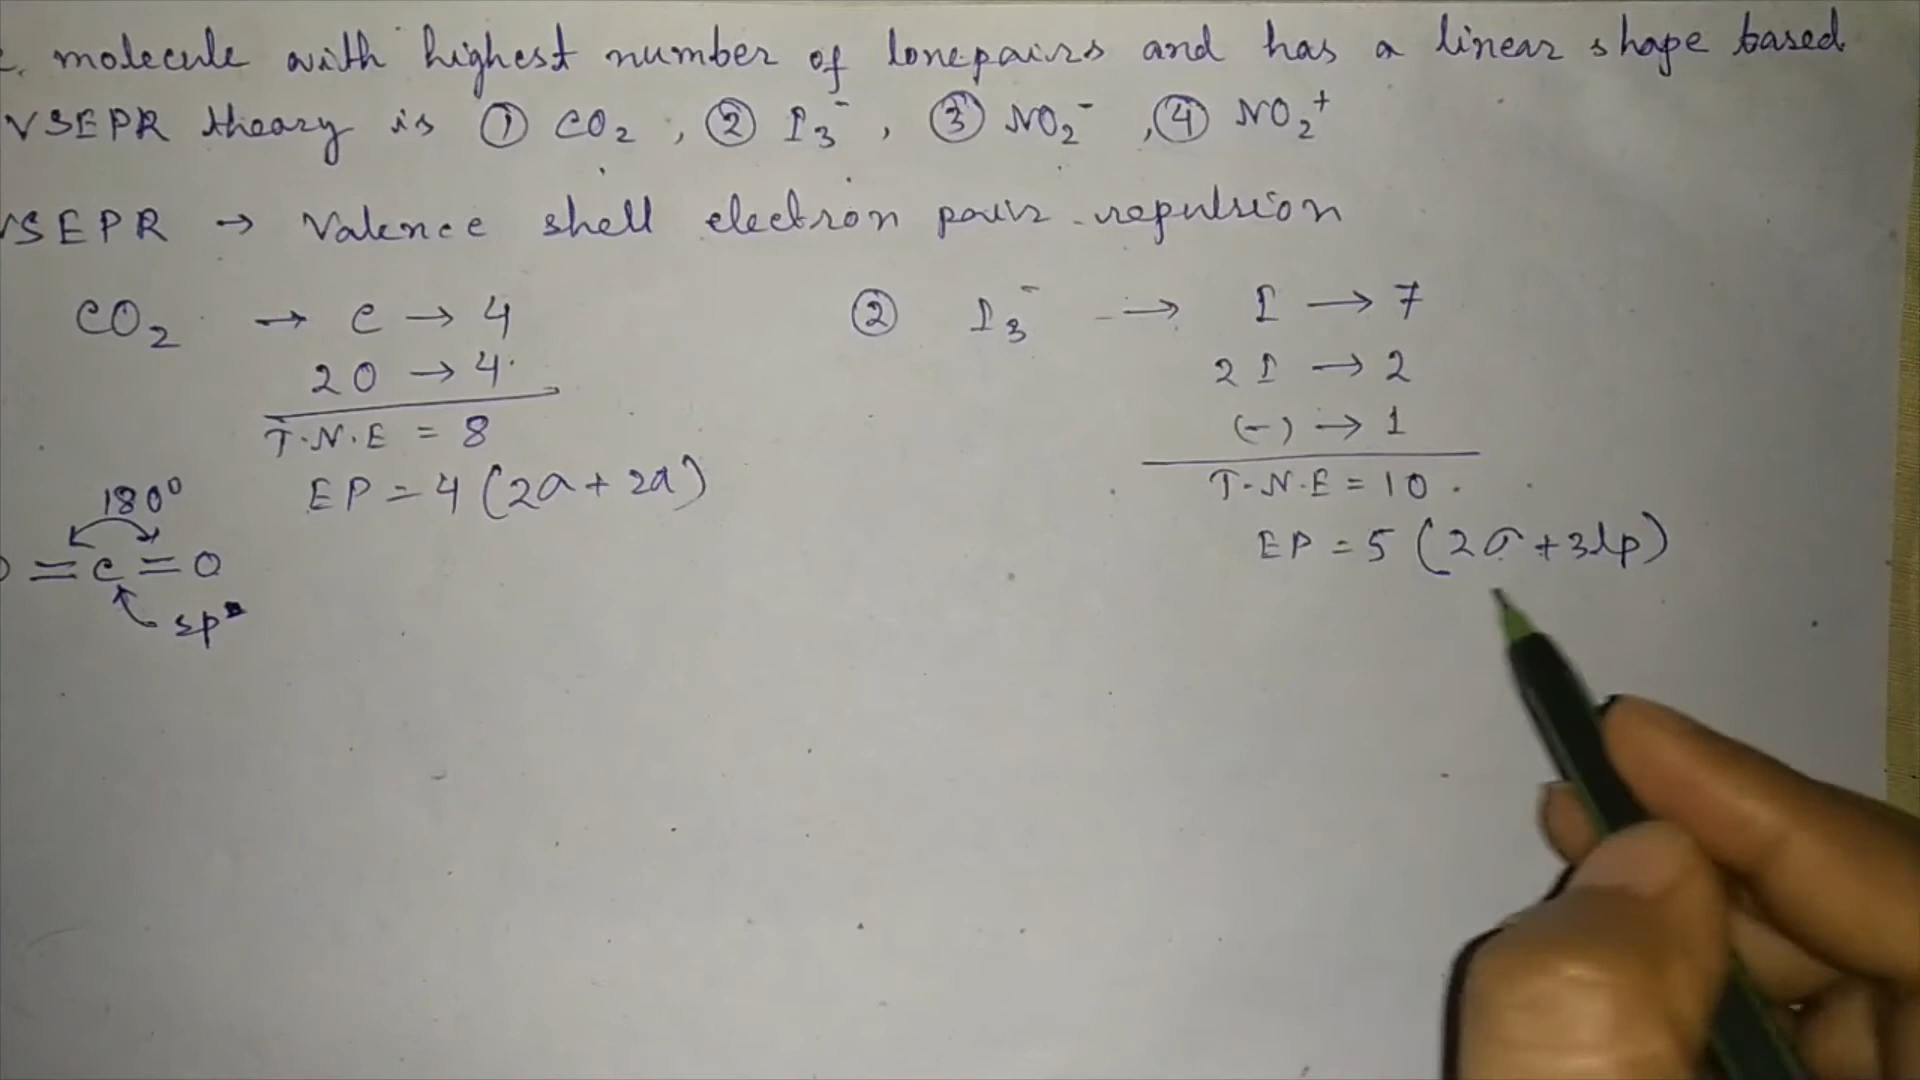 molecule with highest number of lonepairs and has a linear shape based
VSEPR theory is ① CO₂, ② I₃⁻, ③ NO₂⁻, ④ NO₂⁺
VSEPR → Valence shell electron pair repulsion
CO₂ → C → 4
2O → 4
T.N.E = 8
EP = 4 (2σ + 2π)
180°
O = C = O
sp
② I₃⁻ → I → 7
2I → 2
(-) → 1
T.N.E = 10
EP = 5 (2σ + 3lp)